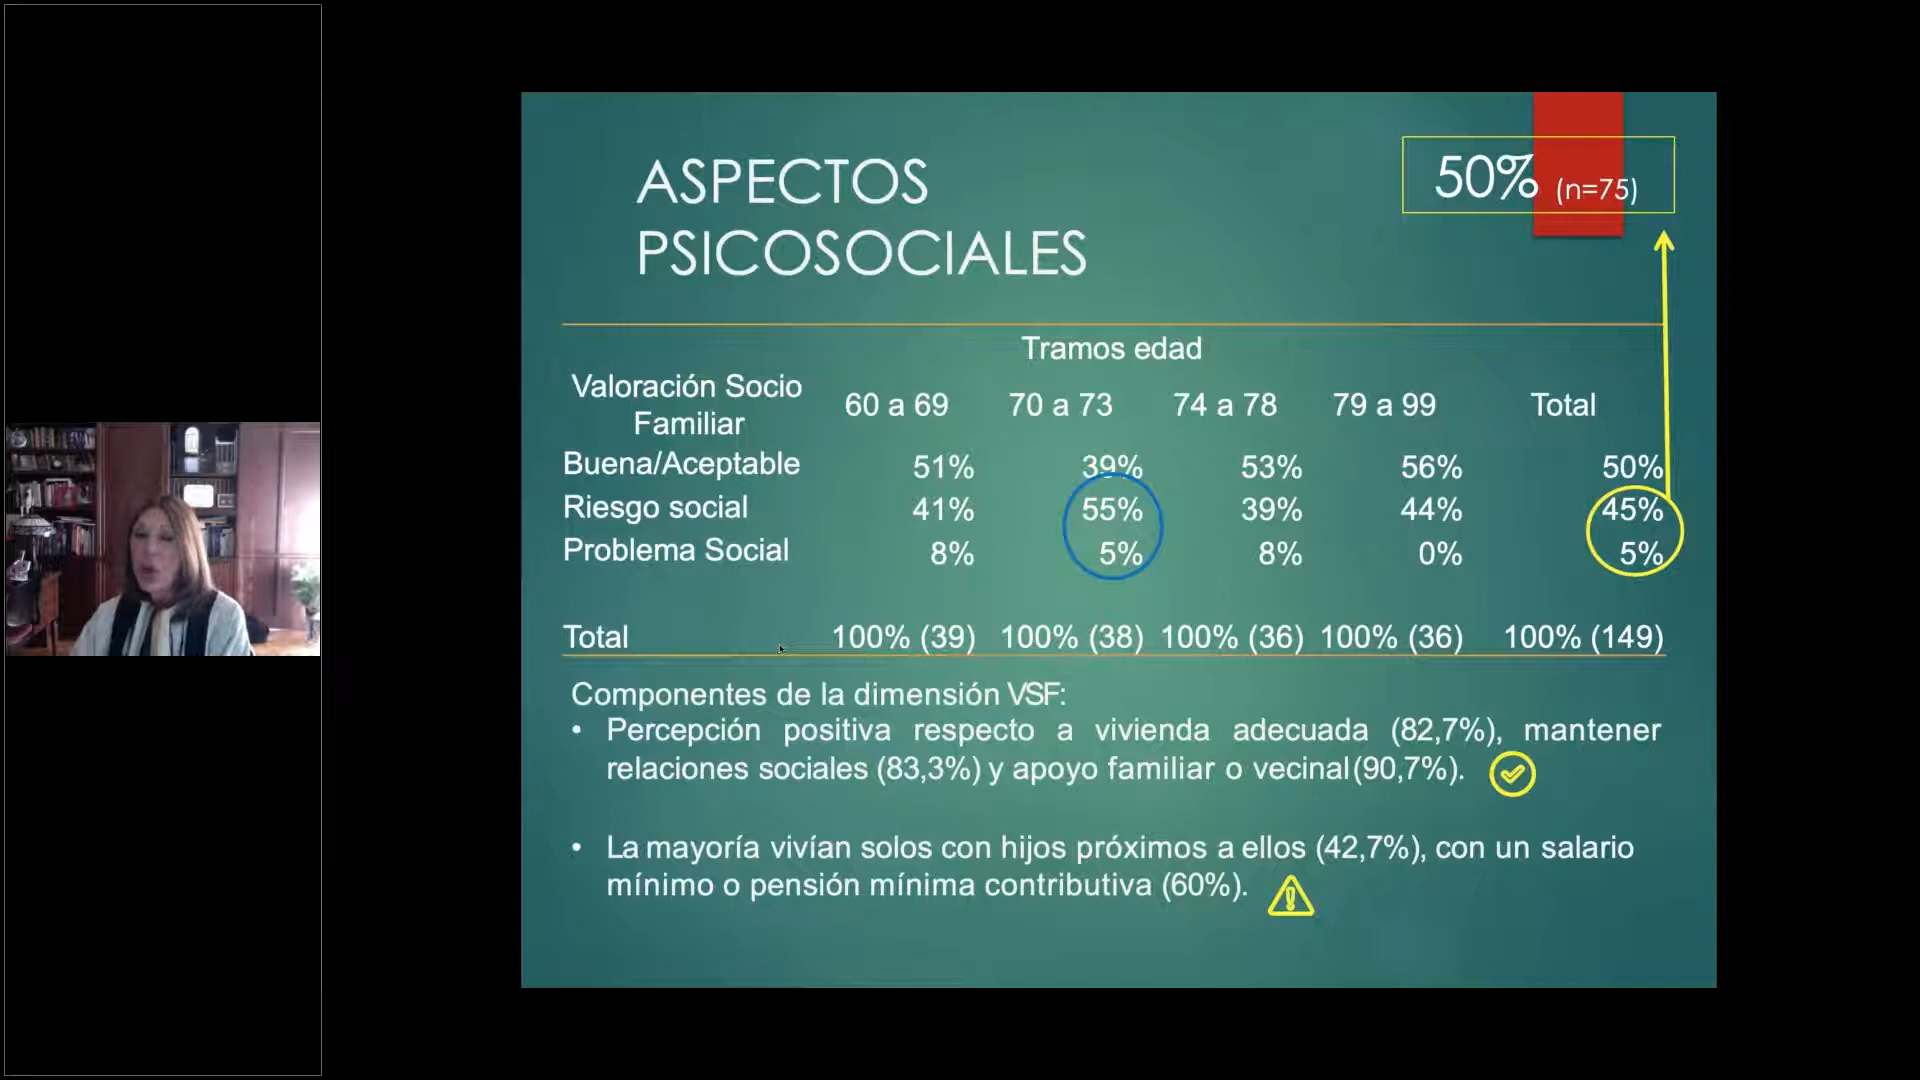 ASPECTOS
PSICOSOCIALES
50% (n=75)
Tramos edad
Valoración Socio
Familiar
60 a 69 70 a 73 74 a 78 79 a 99 Total
Buena/Aceptable 51% 39% 53% 56% 50%
Riesgo social 41% 55% 39% 44% 45%
Problema Social 8% 5% 8% 0% 5%
Total 100% (39) 100% (38) 100% (36) 100% (36) 100% (149)
Componentes de la dimensión VSF:
• Percepción positiva respecto a vivienda adecuada (82,7%), mantener
relaciones sociales (83,3%) y apoyo familiar o vecinal(90,7%).
• La mayoría vivían solos con hijos próximos a ellos (42,7%), con un salario
mínimo o pensión mínima contributiva (60%).